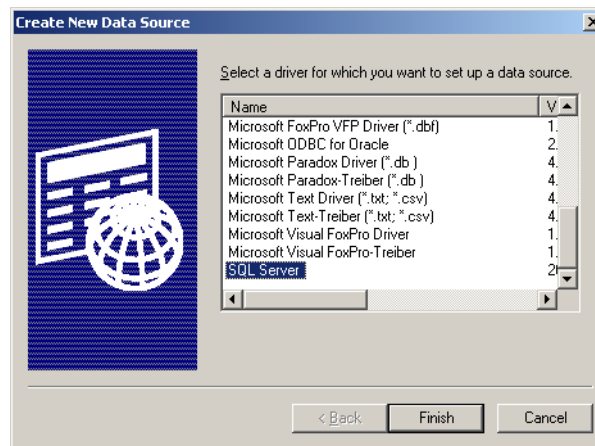 Create New Data Source
Select a driver for which you want to set up a data source.
Name V
Microsoft FoxPro VFP Driver (*.dbf) 1.
Microsoft ODBC for Oracle 2.
Microsoft Paradox Driver (*.db ) 4.
Microsoft Paradox-Treiber (*.db ) 4.
Microsoft Text Driver (*.txt; *.csv) 4.
Microsoft Text-Treiber (*.txt; *.csv) 4.
Microsoft Visual FoxPro Driver 1.
Microsoft Visual FoxPro-Treiber 1.
SQL Server 2
< Back Finish Cancel